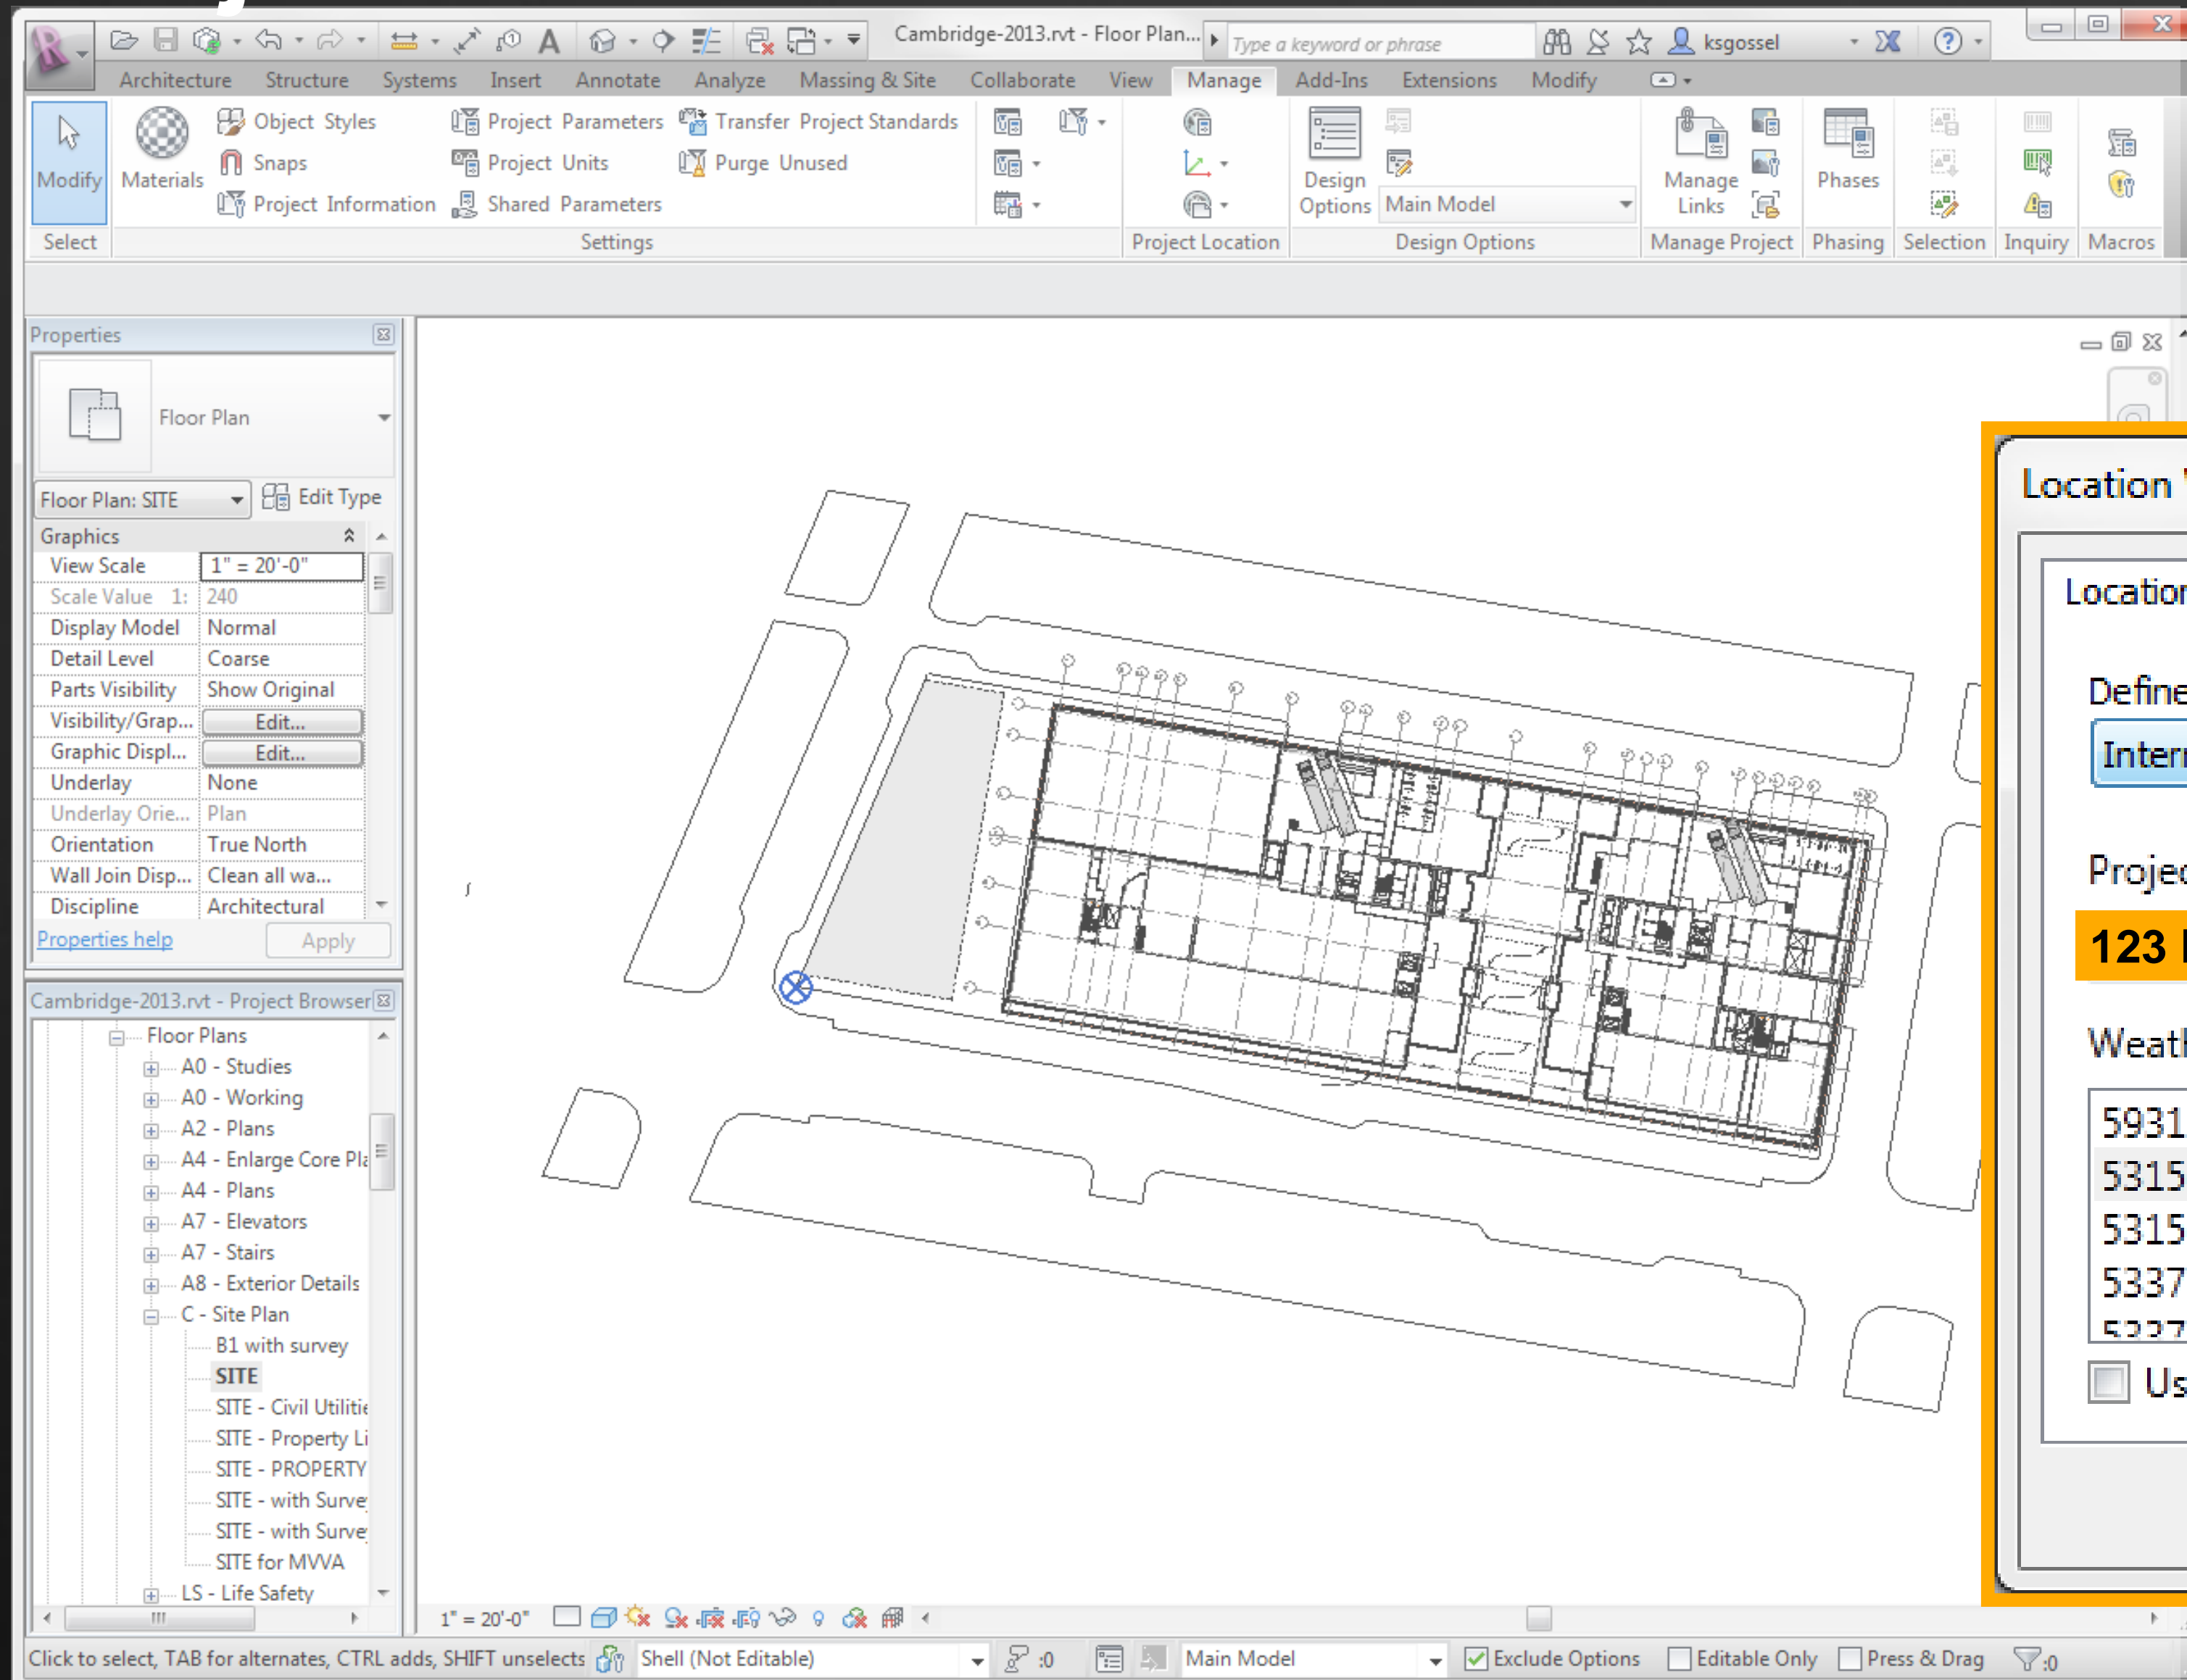 Cambridge-2013.rvt - Floor Plan...
Type a keyword or phrase
ksgossel
Architecture Structure Systems Insert Annotate Analyze Massing & Site Collaborate View Manage Add-Ins Extensions Modify
Modify
Materials
Object Styles
Snaps
Project Information
Project Parameters
Project Units
Shared Parameters
Transfer Project Standards
Purge Unused
Design Options
Main Model
Manage Links
Phases
Select
Settings
Project Location
Design Options
Manage Project
Phasing
Selection
Inquiry
Macros
Properties
Floor Plan
Floor Plan: SITE
Edit Type
Graphics
View Scale 1" = 20'-0"
Scale Value 1: 240
Display Model Normal
Detail Level Coarse
Parts Visibility Show Original
Visibility/Grap... Edit...
Graphic Displ... Edit...
Underlay None
Underlay Orie... Plan
Orientation True North
Wall Join Disp... Clean all wa...
Discipline Architectural
Properties help
Apply
Cambridge-2013.rvt - Project Browser
Floor Plans
A0 - Studies
A0 - Working
A2 - Plans
A4 - Enlarge Core Pla
A4 - Plans
A7 - Elevators
A7 - Stairs
A8 - Exterior Details
C - Site Plan
B1 with survey
SITE
SITE - Civil Utilitie
SITE - Property Li
SITE - PROPERTY
SITE - with Surve
SITE - with Surve
SITE for MVVA
LS - Life Safety
Location
Location
Define
Intern
Projec
123
Weath
5931
5315
5315
5337
5337
Us
1" = 20'-0"
Click to select, TAB for alternates, CTRL adds, SHIFT unselects
Shell (Not Editable)
:0
Main Model
Exclude Options
Editable Only
Press & Drag
:0